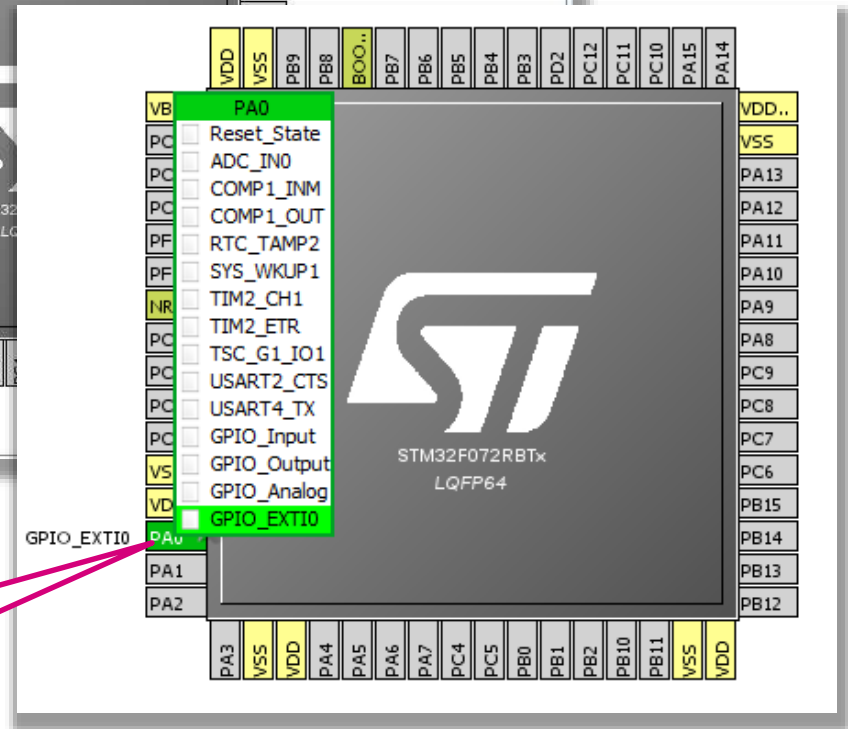 VDD
VSS
PB9
PB8
BOO..
PB7
PB6
PB5
PB4
PB3
PD2
PC12
PC11
PC10
PA15
PA14
VB
PC
PC
PC
PF
PF
NR
PC
PC
PC
PC
VS
VD
GPIO_EXTI0 PA0
PA1
PA2
PA0
Reset_State
ADC_IN0
COMP1_INM
COMP1_OUT
RTC_TAMP2
SYS_WKUP1
TIM2_CH1
TIM2_ETR
TSC_G1_IO1
USART2_CTS
USART4_TX
GPIO_Input
GPIO_Output
GPIO_Analog
GPIO_EXTI0
ST
STM32F072RBTx
LQFP64
VDD..
VSS
PA13
PA12
PA11
PA10
PA9
PA8
PC9
PC8
PC7
PC6
PB15
PB14
PB13
PB12
PA3
VSS
VDD
PA4
PA5
PA6
PA7
PC4
PC5
PB0
PB1
PB2
PB10
PB11
VSS
VDD